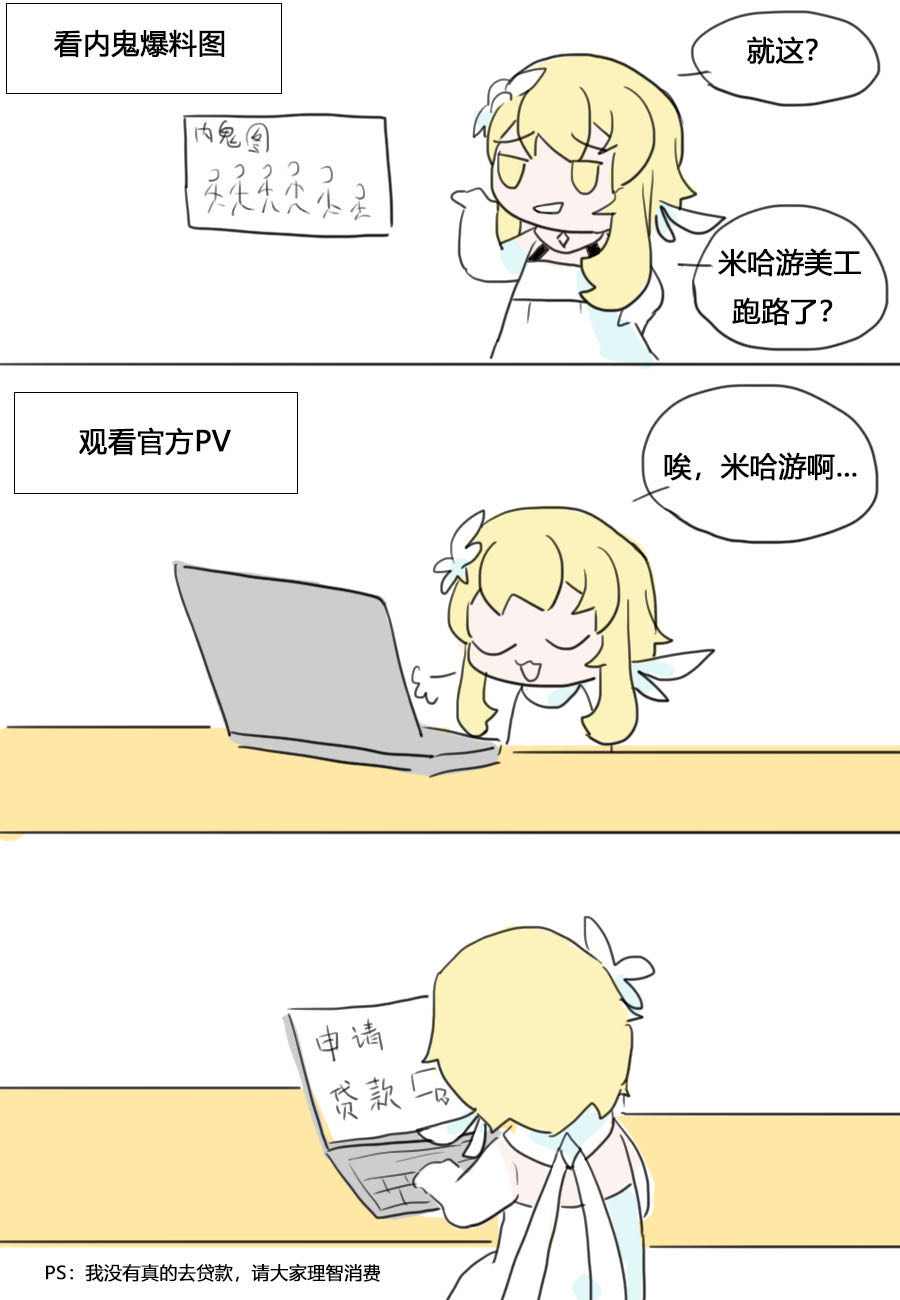 看内鬼爆料图
就这？
内鬼图
米哈游美工
跑路了？
观看官方PV
唉，米哈游啊...
申请
贷款
PS：我没有真的去贷款，请大家理智消费